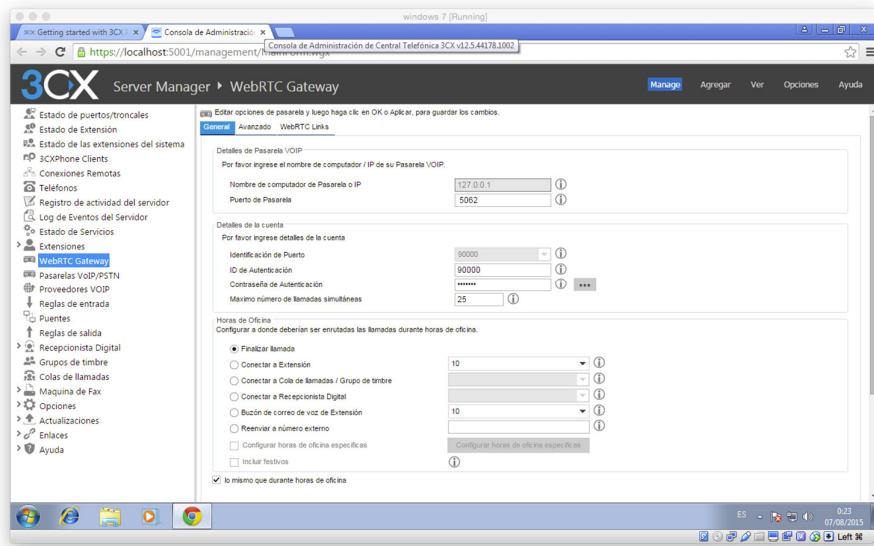 windows 7 [Running]
Getting started with 3CX
Consola de Administración
Consola de Administración de Central Telefónica 3CX v12.5.44178.1002
https://localhost:5001/management/MainForm.wgx
3CX Server Manager WebRTC Gateway
Manage Agregar Ver Opciones Ayuda
Estado de puertos/troncales
Estado de Extensión
Estado de las extensiones del sistema
3CXPhone Clients
Conexiones Remotas
Teléfonos
Registro de actividad del servidor
Log de Eventos del Servidor
Estado de Servicios
Extensiones
WebRTC Gateway
Pasarelas VoIP/PSTN
Proveedores VOIP
Reglas de entrada
Puentes
Reglas de salida
Recepcionista Digital
Grupos de timbre
Colas de llamadas
Maquina de Fax
Opciones
Actualizaciones
Enlaces
Ayuda
Editar opciones de pasarela y luego haga clic en OK o Aplicar, para guardar los cambios.
General Avanzado WebRTC Links
Detalles de Pasarela VOIP
Por favor ingrese el nombre de computador / IP de su Pasarela VOIP.
Nombre de computador de Pasarela o IP 127.0.0.1
Puerto de Pasarela 5062
Detalles de la cuenta
Por favor ingrese detalles de la cuenta
Identificación de Puerto 90000
ID de Autenticación 90000
Contraseña de Autenticación ••••••• ...
Maximo número de llamadas simultáneas 25
Horas de Oficina
Configurar a donde deberían ser enrutadas las llamadas durante horas de oficina.
Finalizar llamada
Conectar a Extensión 10
Conectar a Cola de llamadas / Grupo de timbre
Conectar a Recepcionista Digital
Buzón de correo de voz de Extensión 10
Reenviar a número externo
Configurar horas de oficina especificas Configurar horas de oficina especificas
Incluir festivos
lo mismo que durante horas de oficina
ES 0:23
07/08/2015
Left ⌘